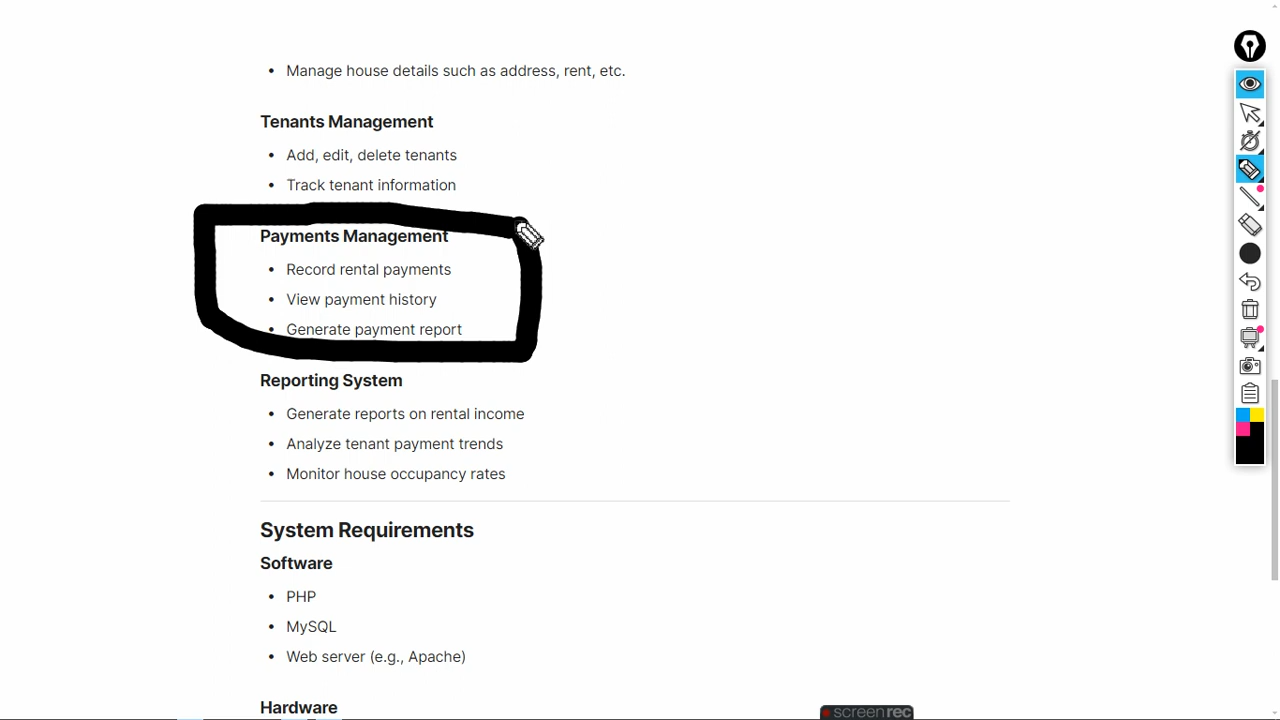 • Manage house details such as address, rent, etc.
Tenants Management
• Add, edit, delete tenants
• Track tenant information
Payments Management
• Record rental payments
• View payment history
• Generate payment report
Reporting System
• Generate reports on rental income
• Analyze tenant payment trends
• Monitor house occupancy rates
System Requirements
Software
• PHP
• MySQL
• Web server (e.g., Apache)
Hardware
screenrec